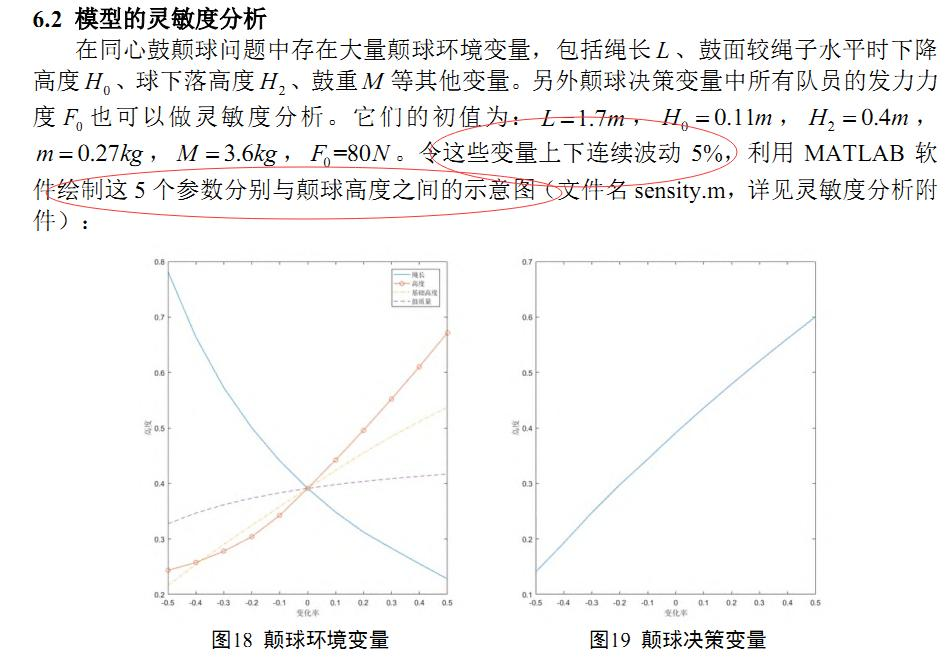 6.2 模型的灵敏度分析
在同心鼓颠球问题中存在大量颠球环境变量，包括绳长 L、鼓面较绳子水平时下降
高度 H₀、球下落高度 H₂、鼓重 M 等其他变量。另外颠球决策变量中所有队员的发力力
度 F₀ 也可以做灵敏度分析。它们的初值为：L=1.7m，H₀=0.11m，H₂=0.4m，
m=0.27kg，M=3.6kg，F₀=80N。令这些变量上下连续波动 5%，利用 MATLAB 软
件绘制这 5 个参数分别与颠球高度之间的示意图（文件名 sensity.m，详见灵敏度分析附
件）：
0.8
0.7
0.6
0.5
0.4
0.3
0.2
高度
绳长
高度
基础高度
鼓质量
-0.5 -0.4 -0.3 -0.2 -0.1 0 0.1 0.2 0.3 0.4 0.5
变化率
图18 颠球环境变量
0.7
0.6
0.5
0.4
0.3
0.2
0.1
高度
-0.5 -0.4 -0.3 -0.2 -0.1 0 0.1 0.2 0.3 0.4 0.5
变化率
图19 颠球决策变量